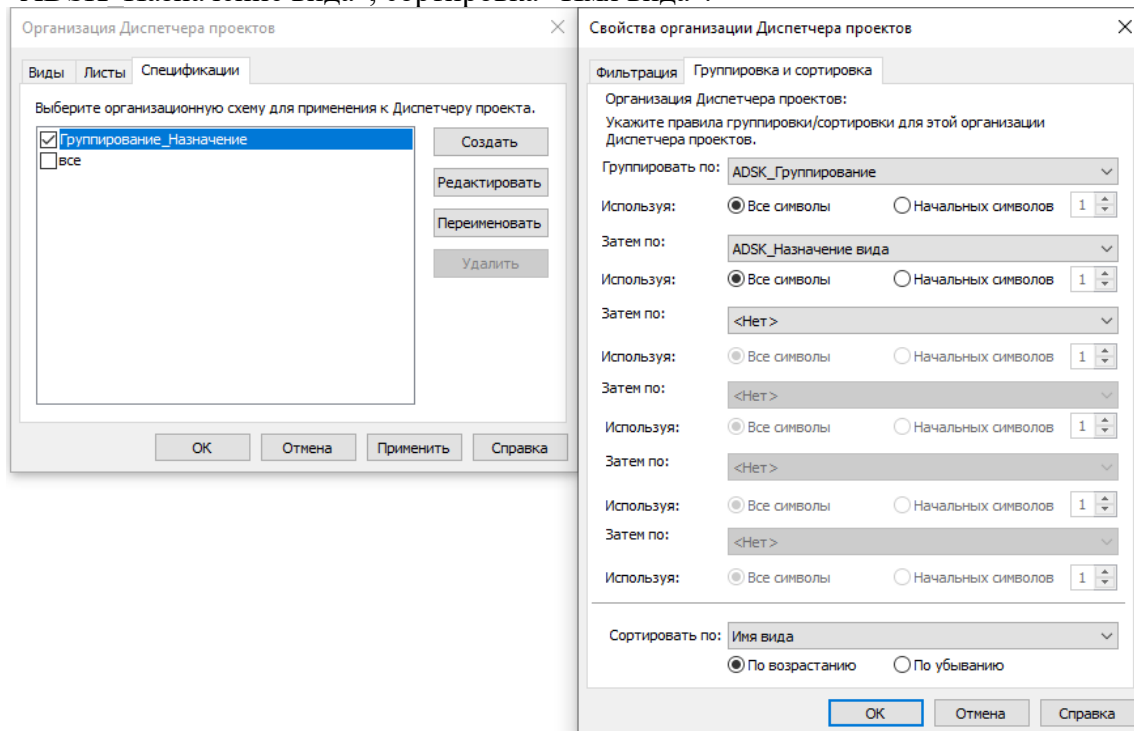 Организация Диспетчера проектов
Виды Листы Спецификации
Выберите организационную схему для применения к Диспетчеру проекта.
Группирование_Назначение
все
Создать
Редактировать
Переименовать
Удалить
ОК Отмена Применить Справка
Свойства организации Диспетчера проектов
Фильтрация Группировка и сортировка
Организация Диспетчера проектов:
Укажите правила группировки/сортировки для этой организации
Диспетчера проектов.
Группировать по: ADSK_Группирование
Используя: Все символы Начальных символов 1
Затем по: ADSK_Назначение вида
Используя: Все символы Начальных символов 1
Затем по: <Нет>
Используя: Все символы Начальных символов 1
Затем по: <Нет>
Используя: Все символы Начальных символов 1
Затем по: <Нет>
Используя: Все символы Начальных символов 1
Затем по: <Нет>
Используя: Все символы Начальных символов 1
Сортировать по: Имя вида
По возрастанию По убыванию
ОК Отмена Справка